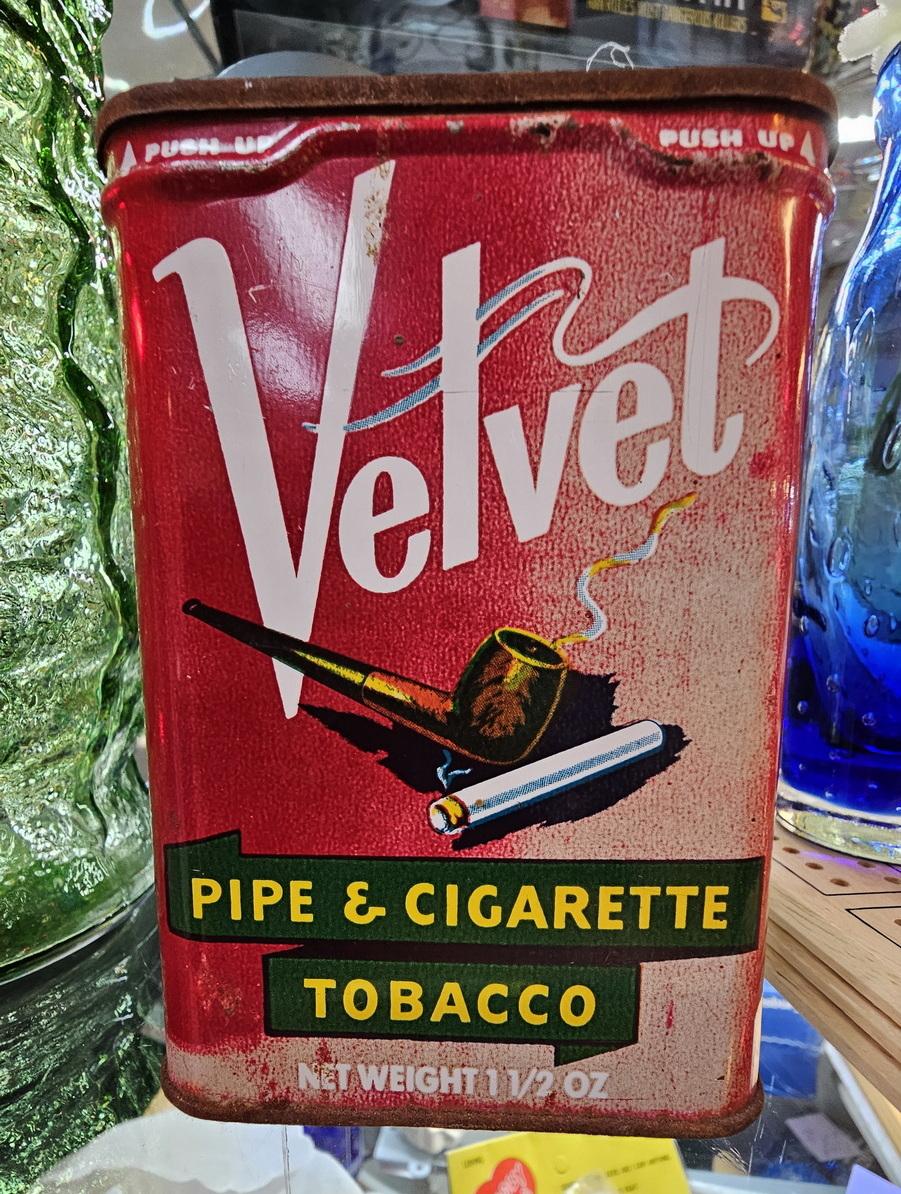 PUSH UP PUSH UP
Velvet
PIPE & CIGARETTE
TOBACCO
NET WEIGHT 1 1/2 OZ